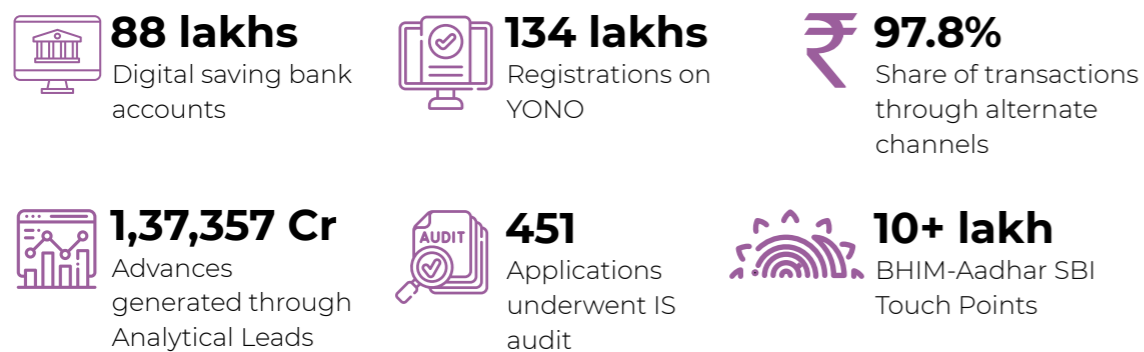 88 lakhs
Digital saving bank
accounts
134 lakhs
Registrations on
YONO
97.8%
Share of transactions
through alternate
channels
1,37,357 Cr
Advances
generated through
Analytical Leads
AUDIT
451
Applications
underwent IS
audit
10+ lakh
BHIM-Aadhar SBI
Touch Points